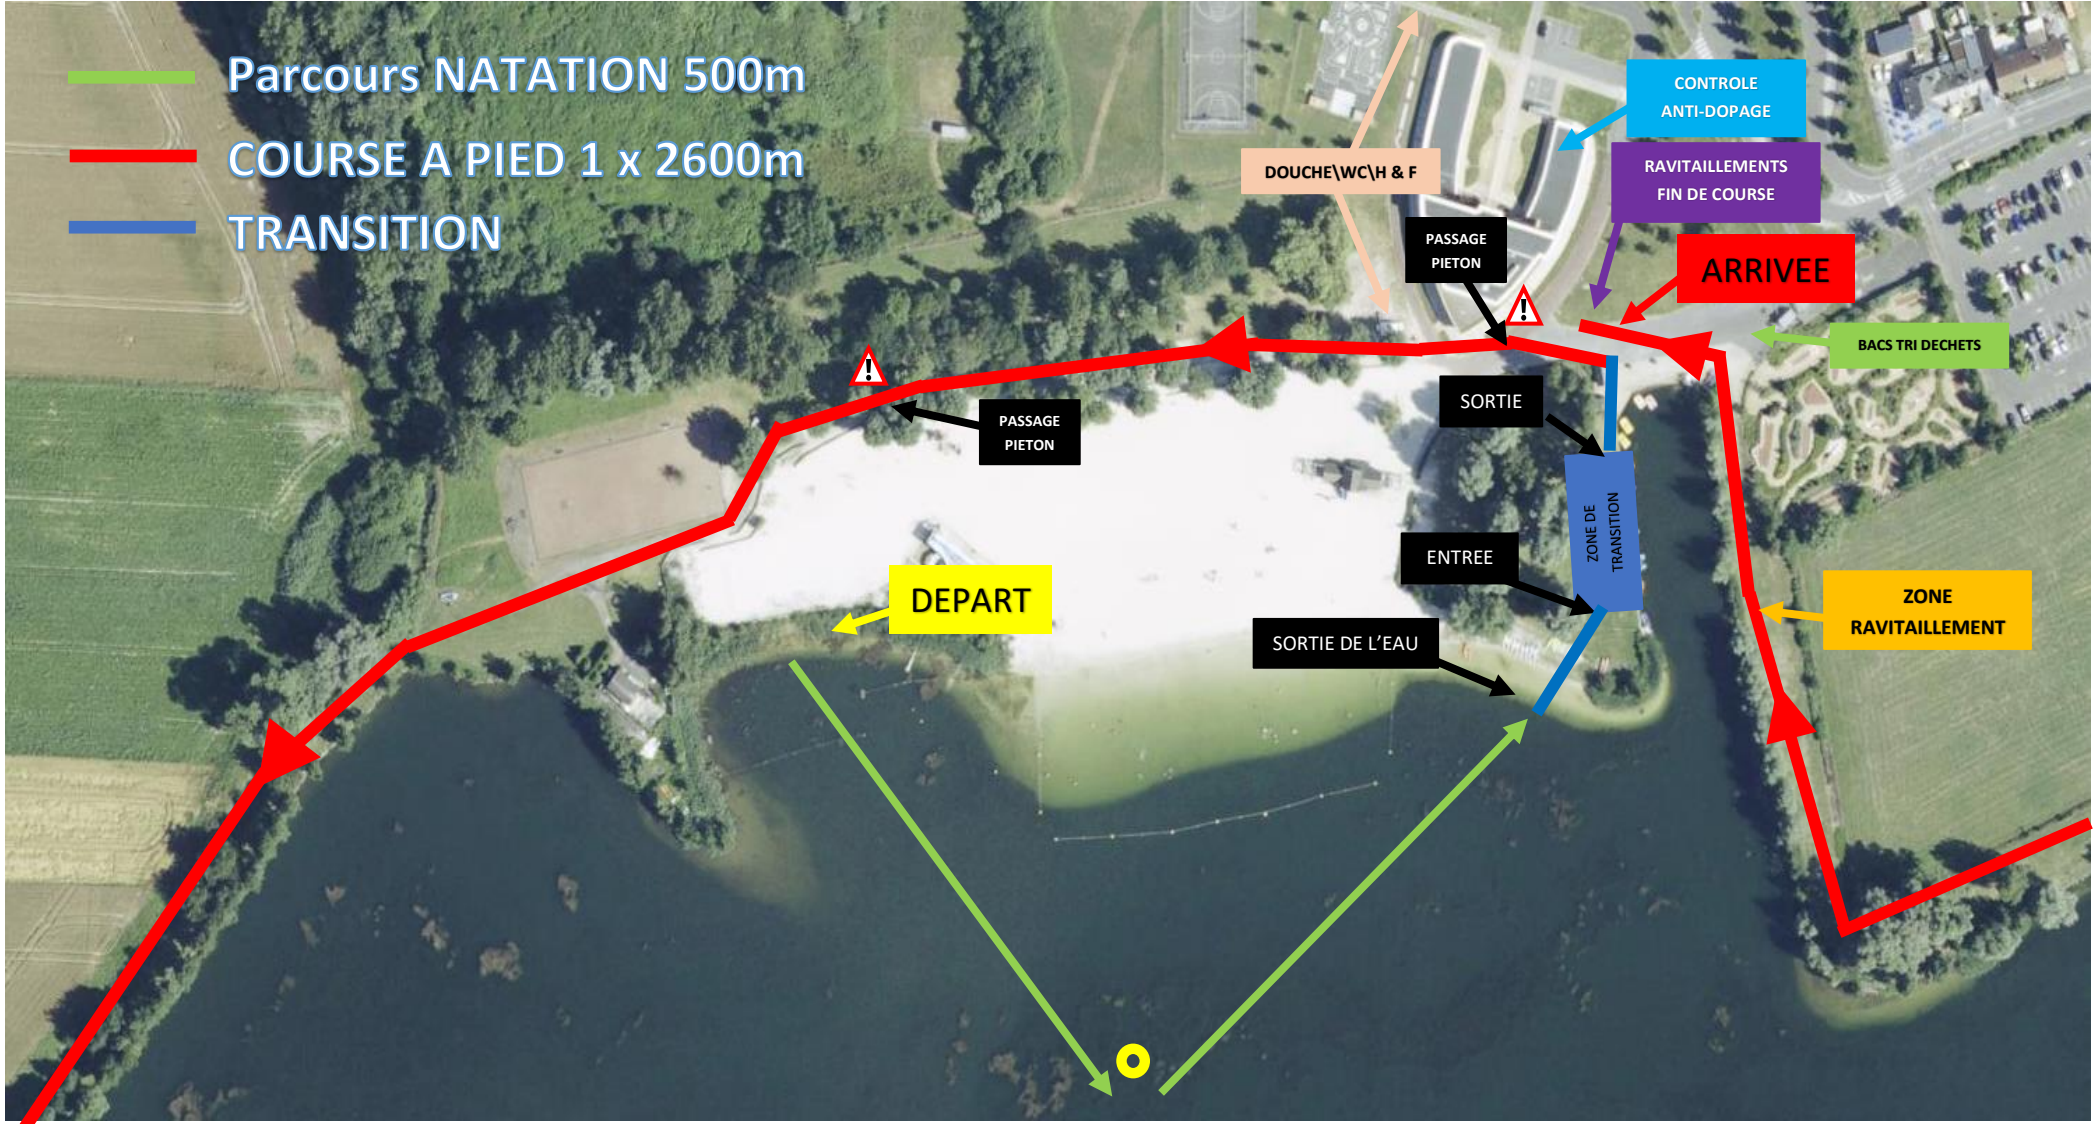 Parcours NATATION 500m
COURSE A PIED 1 x 2600m
TRANSITION
CONTROLE
ANTI-DOPAGE
DOUCHE\WC\H & F
RAVITAILLEMENTS
FIN DE COURSE
PASSAGE
PIETON
ARRIVEE
BACS TRI DECHETS
SORTIE
PASSAGE
PIETON
ZONE DE
TRANSITION
ENTREE
DEPART
ZONE
RAVITAILLEMENT
SORTIE DE L'EAU